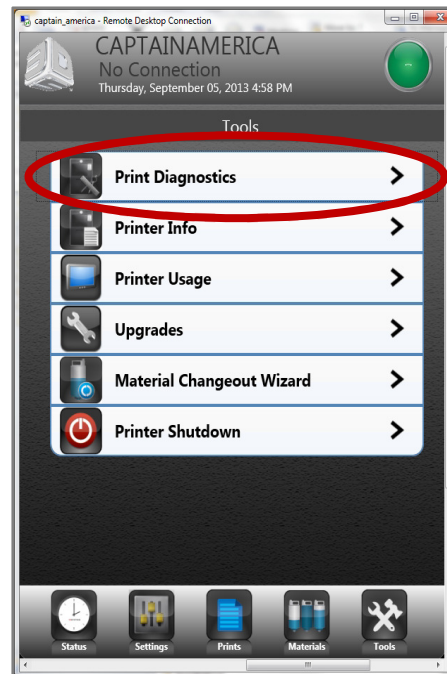 captain_america - Remote Desktop Connection
CAPTAINAMERICA
No Connection
Thursday, September 05, 2013 4:58 PM
Tools
Print Diagnostics
Printer Info
Printer Usage
Upgrades
Material Changeout Wizard
Printer Shutdown
Status Settings Prints Materials Tools